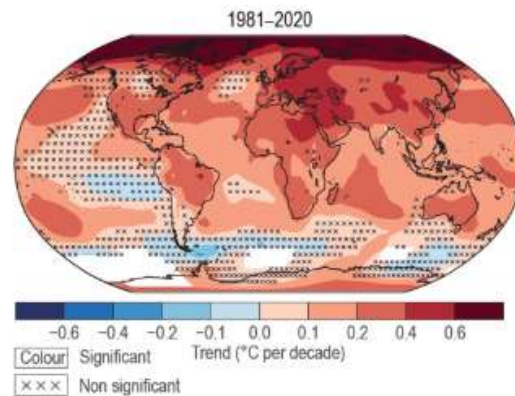 1981–2020
−0.6 −0.4 −0.2 −0.1 0.0 0.1 0.2 0.4 0.6
Trend (°C per decade)
Colour Significant
××× Non significant